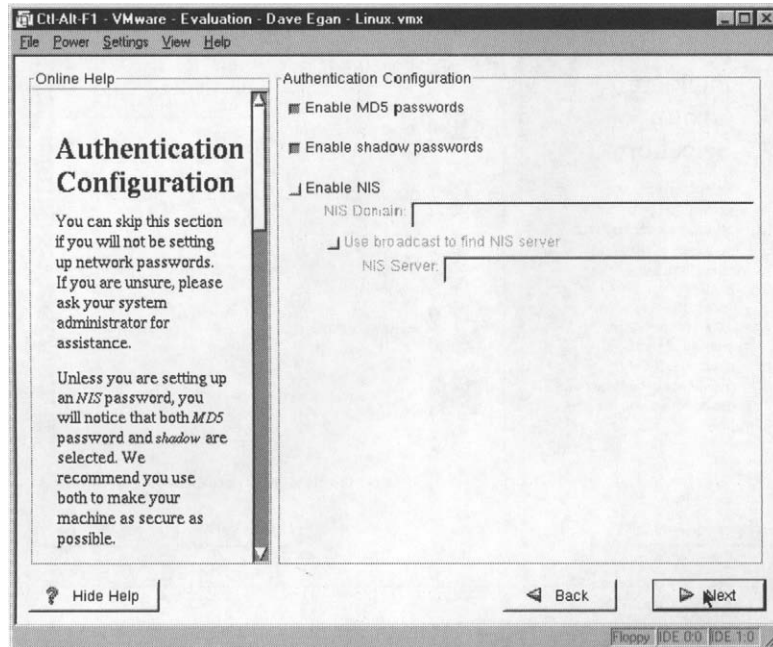 Ctl-Alt-F1 - VMware - Evaluation - Dave Egan - Linux.vmx
File Power Settings View Help
Online Help
Authentication
Configuration
You can skip this section
if you will not be setting
up network passwords.
If you are unsure, please
ask your system
administrator for
assistance.
Unless you are setting up
an NIS password, you
will notice that both MD5
password and shadow are
selected. We
recommend you use
both to make your
machine as secure as
possible.
Authentication Configuration
Enable MD5 passwords
Enable shadow passwords
Enable NIS
NIS Domain:
Use broadcast to find NIS server
NIS Server:
? Hide Help
Back
Next
Floppy IDE 0:0 IDE 1:0